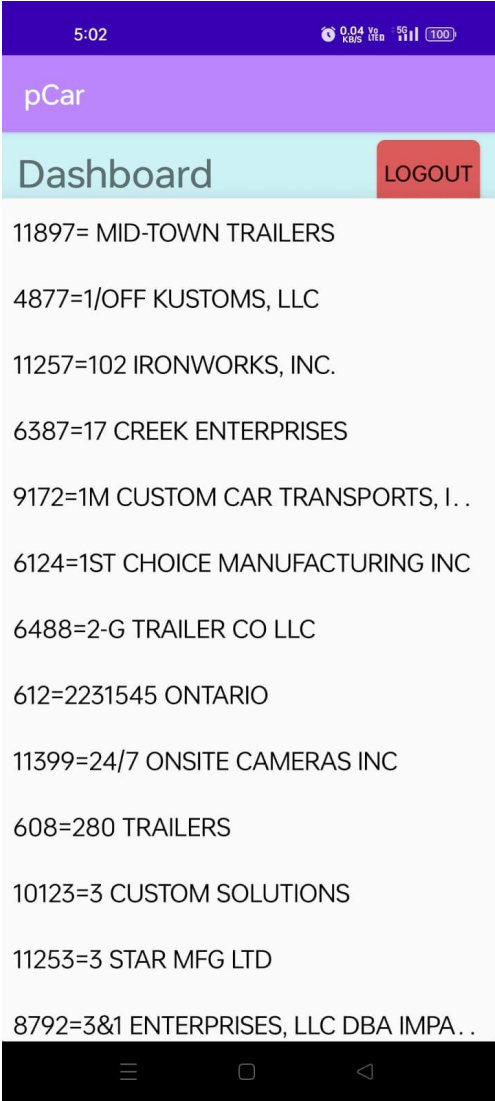 5:02
0.04 KB/S Vo LTED 5G 100
pCar
Dashboard
LOGOUT
11897= MID-TOWN TRAILERS
4877=1/OFF KUSTOMS, LLC
11257=102 IRONWORKS, INC.
6387=17 CREEK ENTERPRISES
9172=1M CUSTOM CAR TRANSPORTS, I. .
6124=1ST CHOICE MANUFACTURING INC
6488=2-G TRAILER CO LLC
612=2231545 ONTARIO
11399=24/7 ONSITE CAMERAS INC
608=280 TRAILERS
10123=3 CUSTOM SOLUTIONS
11253=3 STAR MFG LTD
8792=3&1 ENTERPRISES, LLC DBA IMPA. .